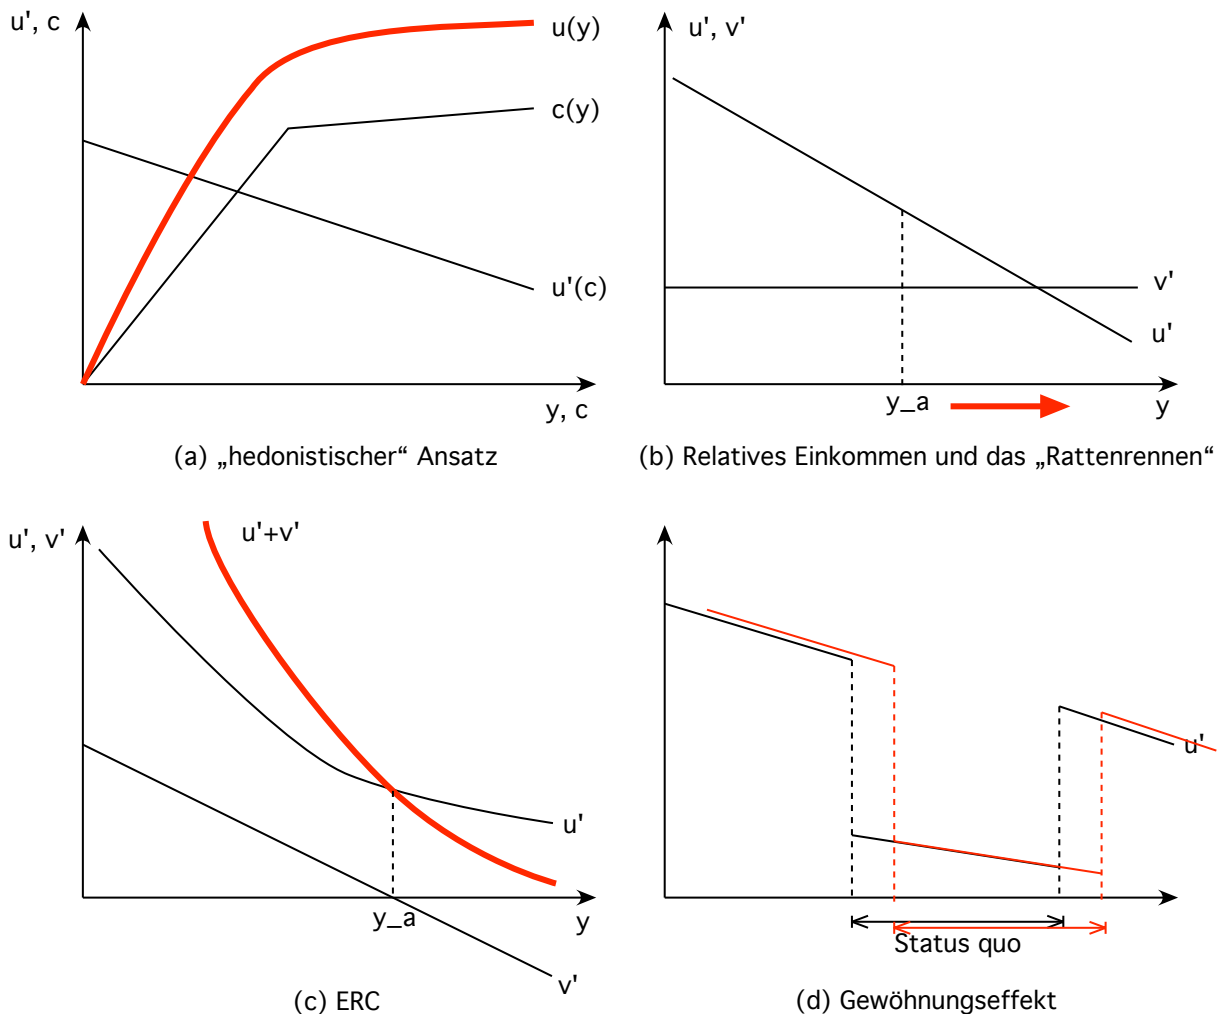 u', c
u(y)
c(y)
u'(c)
y, c
(a) „hedonistischer“ Ansatz
u', v'
v'
u'
y_a
y
(b) Relatives Einkommen und das „Rattenrennen“
u', v'
u'+v'
u'
y_a
y
v'
(c) ERC
u'
Status quo
(d) Gewöhnungseffekt